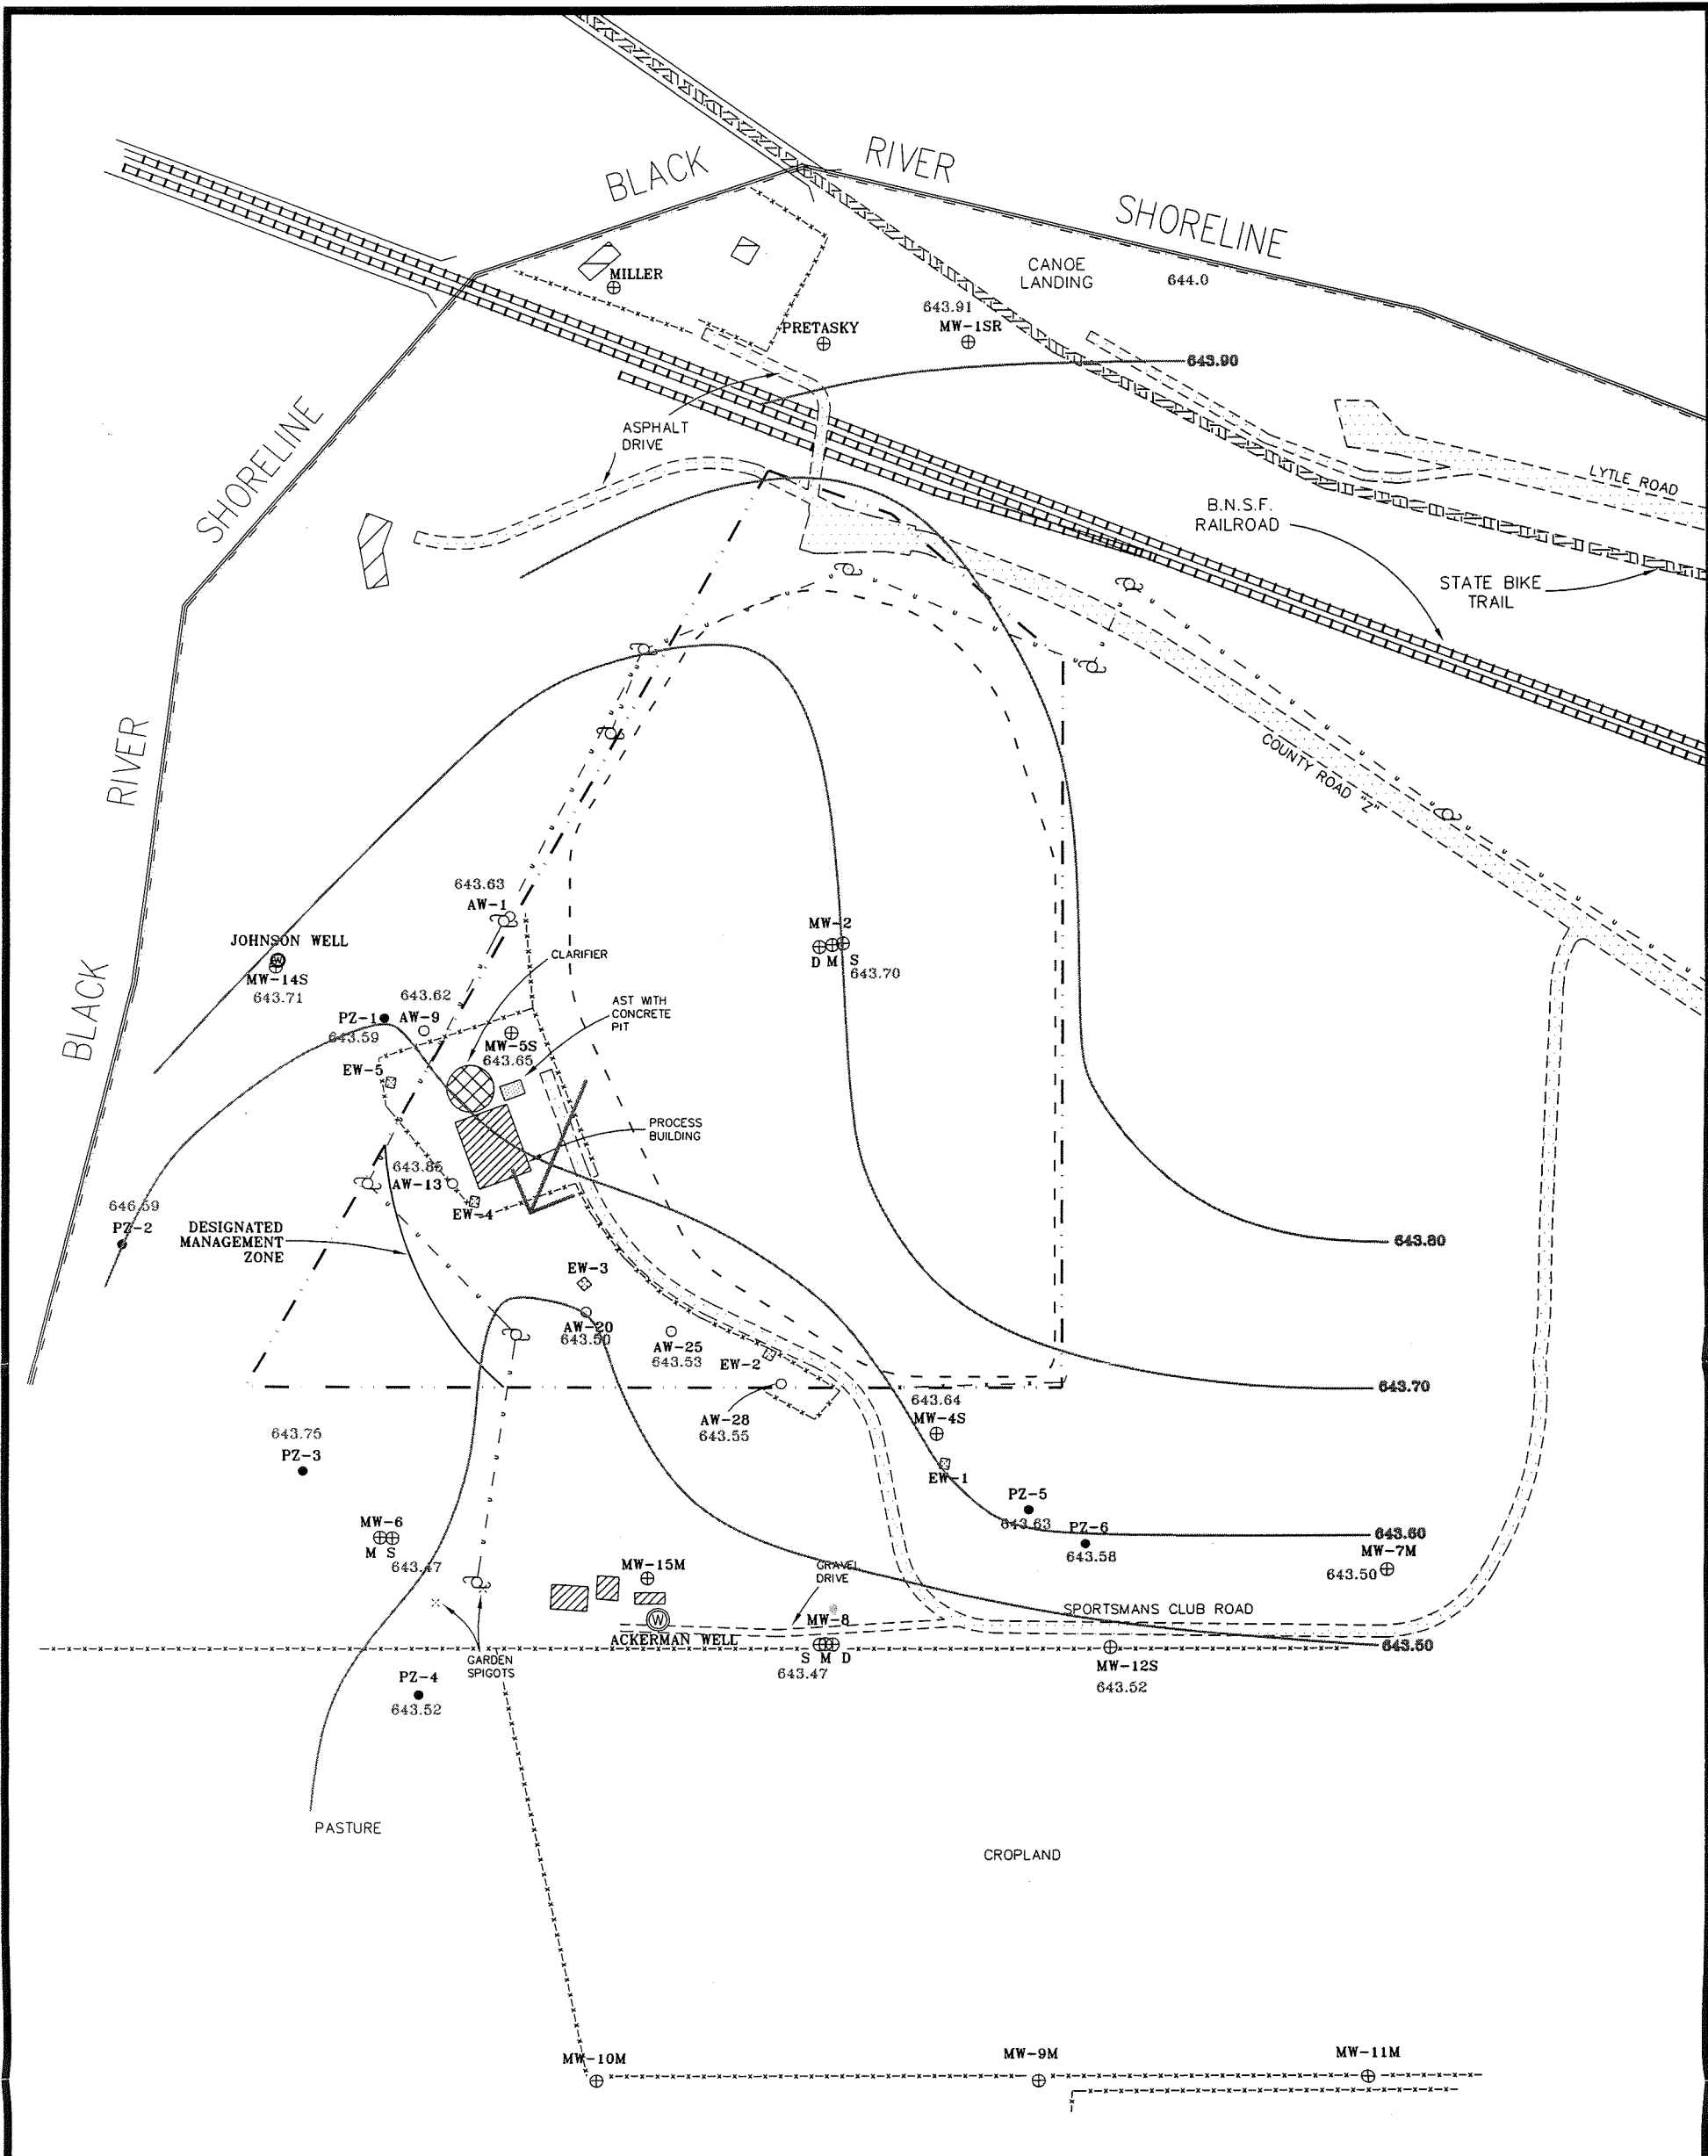 BLACK
RIVER
SHORELINE
CANOE
LANDING
644.0
MILLER
643.91
MW-1SR
PRETASKY
643.90
ASPHALT
DRIVE
SHORELINE
LYTLE ROAD
B.N.S.F.
RAILROAD
STATE BIKE
TRAIL
RIVER
COUNTY ROAD "Z"
643.63
AW-1
MW-2
D M S
643.70
JOHNSON WELL
W
MW-14S
643.71
CLARIFIER
BLACK
643.62
AW-9
PZ-1
643.59
AST WITH
CONCRETE
PIT
MW-5S
643.65
EW-5
PROCESS
BUILDING
643.85
AW-13
EW-4
646.59
PZ-2
DESIGNATED
MANAGEMENT
ZONE
643.80
EW-3
AW-20
643.50
AW-25
643.53
EW-2
643.70
643.64
MW-4S
AW-28
643.55
643.75
PZ-3
EW-1
PZ-5
643.63
PZ-6
643.58
643.60
MW-7M
643.50
MW-6
M S
643.47
MW-15M
GRAVEL
DRIVE
SPORTSMANS CLUB ROAD
MW-8
W
ACKERMAN WELL
S M D
643.47
643.50
MW-12S
643.52
GARDEN
SPIGOTS
PZ-4
643.52
PASTURE
CROPLAND
MW-10M
MW-9M
MW-11M